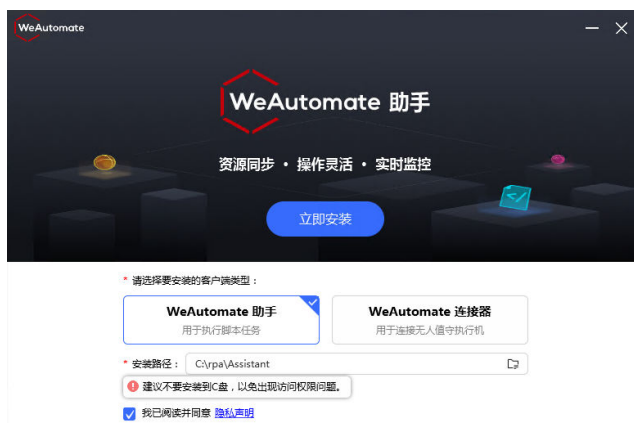 WeAutomate
WeAutomate 助手
资源同步 · 操作灵活 · 实时监控
立即安装
* 请选择要安装的客户端类型：
WeAutomate 助手
用于执行脚本任务
WeAutomate 连接器
用于连接无人值守执行机
* 安装路径： C:\rpa\Assistant
建议不要安装到C盘，以免出现访问权限问题。
我已阅读并同意 隐私声明